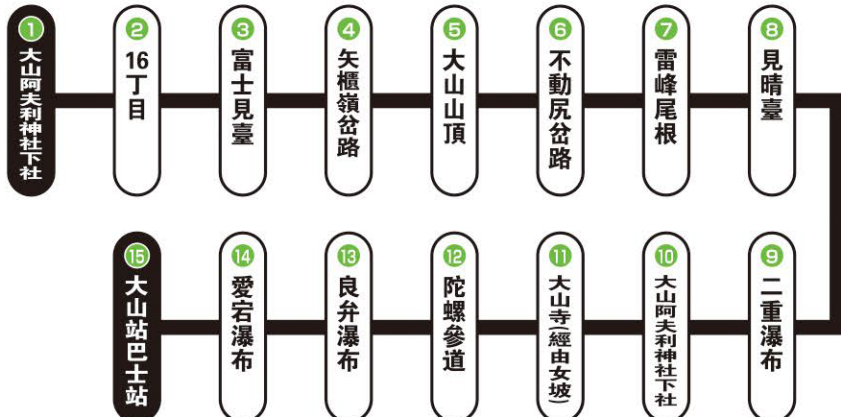 1 大山阿夫利神社下社
2 16丁目
3 富士見臺
4 矢櫃嶺岔路
5 大山山頂
6 不動尻岔路
7 雷峰尾根
8 見晴臺
9 二重瀑布
10 大山阿夫利神社下社
11 大山寺(經由女坡)
12 陀螺參道
13 良弁瀑布
14 愛宕瀑布
15 大山站巴士站